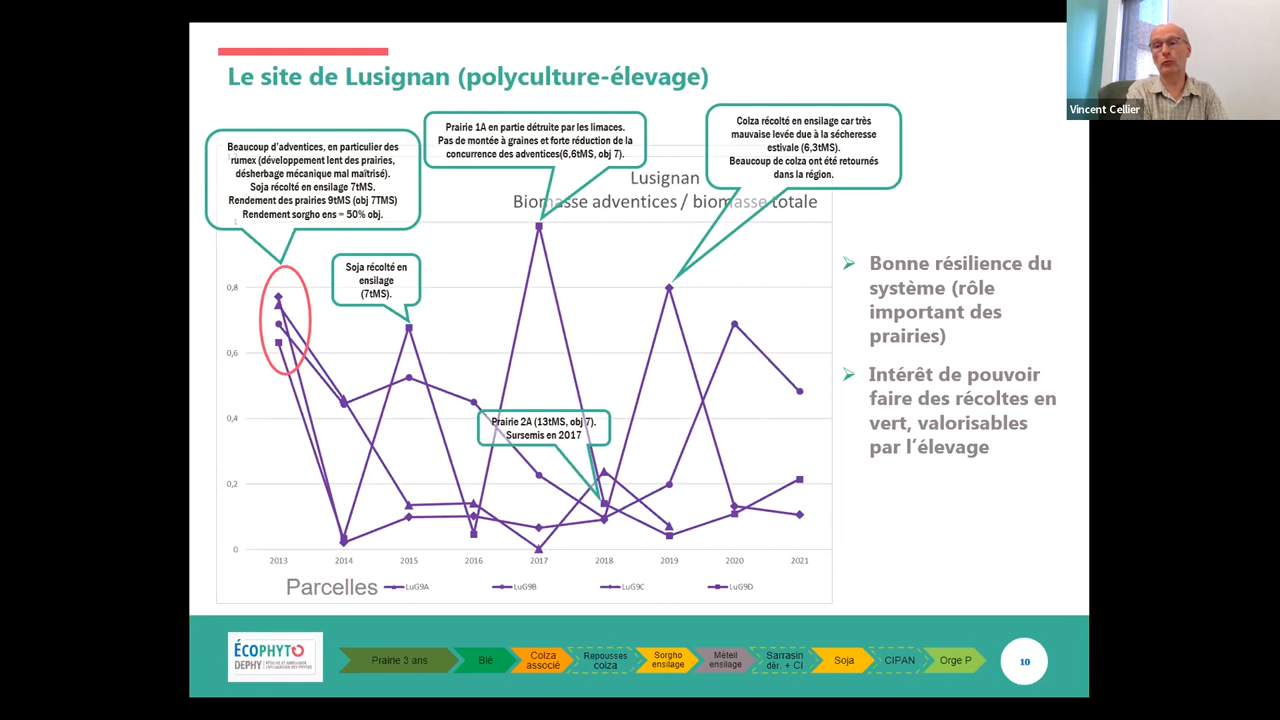 Vincent Cellier
Le site de Lusignan (polyculture-élevage)
Beaucoup d'adventices, en particulier des
rumex (développement lent des prairies,
désherbage mécanique mal maîtrisé).
Soja récolté en ensilage 7tMS.
Rendement des prairies 9tMS (obj 7TMS)
Rendement sorgho ens = 50% obj.
Prairie 1A en partie détruite par les limaces.
Pas de montée à graines et forte réduction de la
concurrence des adventices(6,6tMS, obj 7).
Colza récolté en ensilage car très
mauvaise levée due à la sécheresse
estivale (6,3tMS).
Beaucoup de colza ont été retournés
dans la région.
Lusignan
Biomasse adventices / biomasse totale
Soja récolté en
ensilage
(7tMS).
Prairie 2A (13tMS, obj 7).
Sursemis en 2017
1
0,8
0,6
0,4
0,2
0
2013 2014 2015 2016 2017 2018 2019 2020 2021
Parcelles LuG9A LuG9B LuG9C LuG9D
Bonne résilience du
système (rôle
important des
prairies)
Intérêt de pouvoir
faire des récoltes en
vert, valorisables
par l'élevage
ÉCOPHYTO
DEPHY
Prairie 3 ans
Blé
Colza
associé
Repousses
colza
Sorgho
ensilage
Méteil
ensilage
Sarrasin
dér. + CI
Soja
CIPAN
Orge P
10